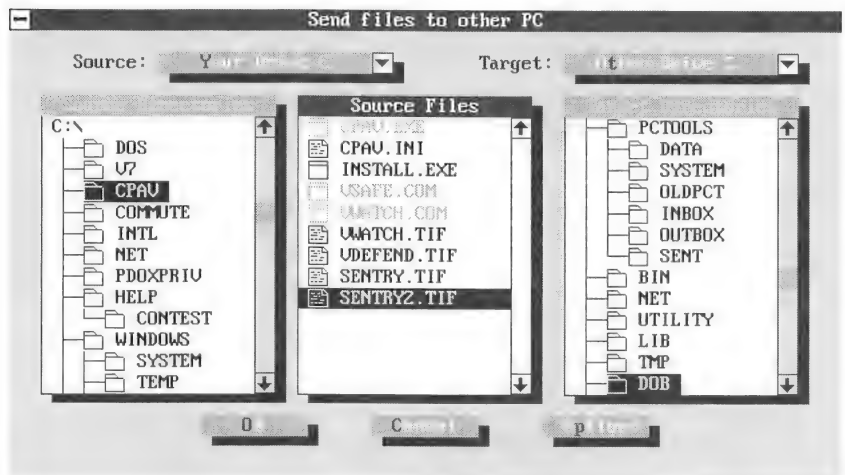 Send files to other PC
Source:
Target:
C:\
DOS
V7
CPAV
COMMUTE
INTL
NET
PDOXPRIV
HELP
CONTEST
WINDOWS
SYSTEM
TEMP
Source Files
CPAV.EXE
CPAV.INI
INSTALL.EXE
VSAFE.COM
VWATCH.COM
VWATCH.TIF
VDEFEND.TIF
SENTRY.TIF
SENTRY2.TIF
PCTOOLS
DATA
SYSTEM
OLDPCT
INBOX
OUTBOX
SENT
BIN
NET
UTILITY
LIB
TMP
DOB